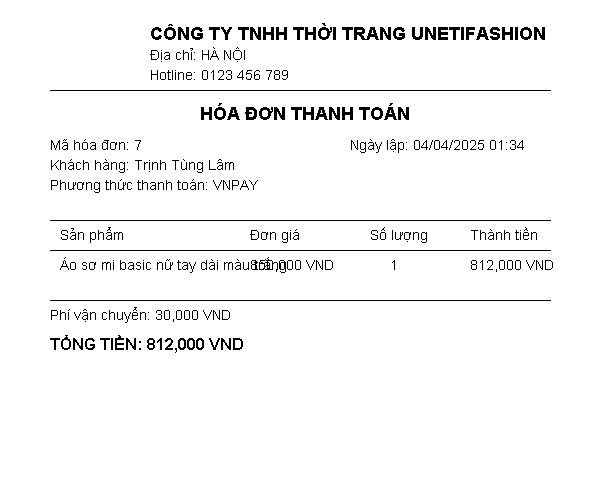 CÔNG TY TNHH THỜI TRANG UNETIFASHION
Địa chỉ: HÀ NỘI
Hotline: 0123 456 789
HÓA ĐƠN THANH TOÁN
Mã hóa đơn: 7 Ngày lập: 04/04/2025 01:34
Khách hàng: Trịnh Tùng Lâm
Phương thức thanh toán: VNPAY
Sản phẩm Đơn giá Số lượng Thành tiền
Áo sơ mi basic nữ tay dài màu trắng 850,000 VND 1 812,000 VND
Phí vận chuyển: 30,000 VND
TỔNG TIỀN: 812,000 VND